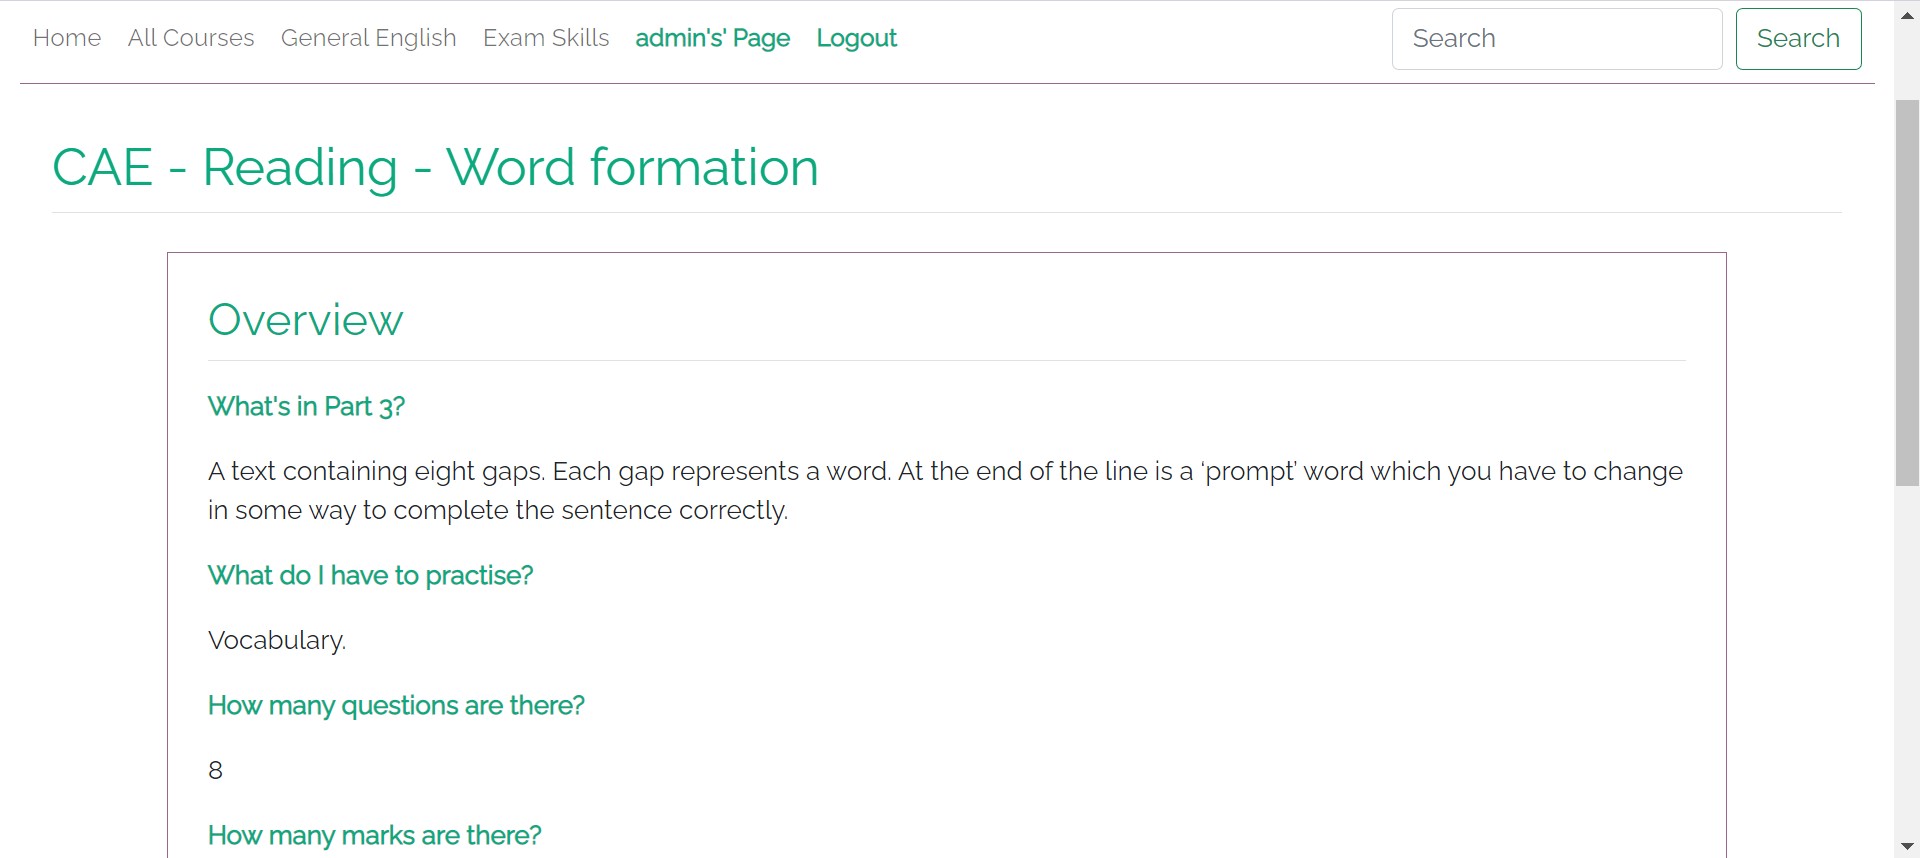 Home All Courses General English Exam Skills admin's' Page Logout Search Search
CAE - Reading - Word formation
Overview
What's in Part 3?
A text containing eight gaps. Each gap represents a word. At the end of the line is a ‘prompt’ word which you have to change
in some way to complete the sentence correctly.
What do I have to practise?
Vocabulary.
How many questions are there?
8
How many marks are there?